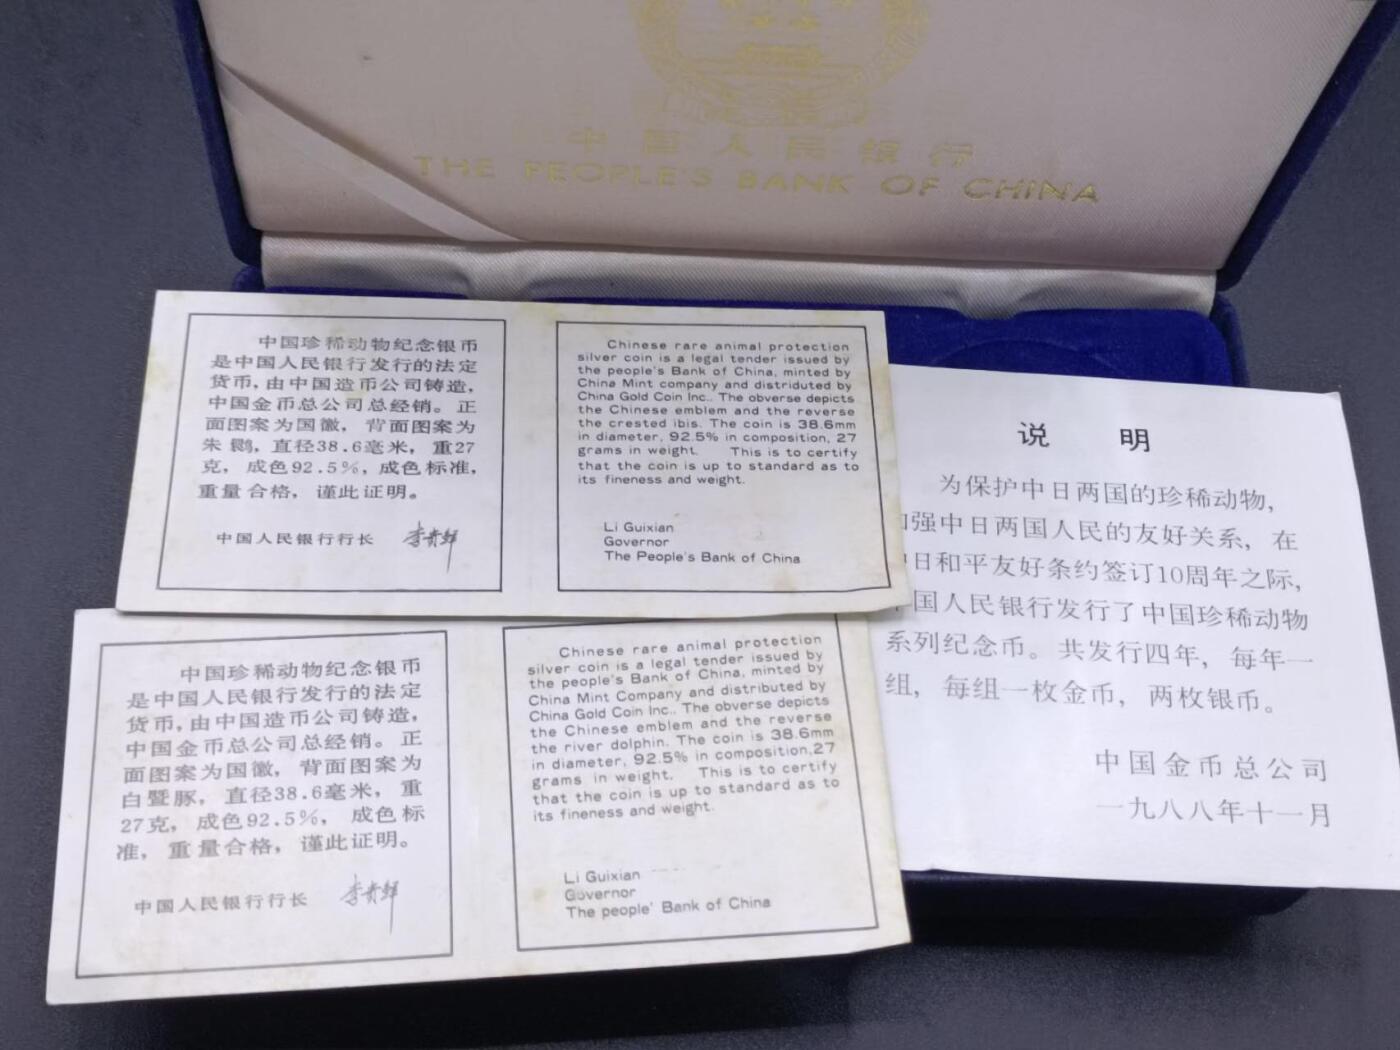 中国人民银行
THE PEOPLE'S BANK OF CHINA
中国珍稀动物纪念银币
是中国人民银行发行的法定
货币,由中国造币公司铸造,
中国金币总公司总经销。正
面图案为国徽,背面图案为
朱鹮,直径38.6毫米,重27
克,成色92.5%,成色标准,
重量合格,谨此证明。
中国人民银行行长 李贵鲜
Chinese rare animal protection
silver coin is a legal tender issued by
the people's Bank of China, minted by
China Mint company and distriduted by
China Gold Coin Inc.. The obverse depicts
the Chinese emblem and the reverse
the crested ibis. The coin is 38.6mm
in diameter, 92.5% in composition, 27
grams in weight. This is to certify
that the coin is up to standard as to
its fineness and weight.
Li Guixian
Governor
The People's Bank of China
中国珍稀动物纪念银币
是中国人民银行发行的法定
货币,由中国造币公司铸造,
中国金币总公司总经销。正
面图案为国徽,背面图案为
白暨豚,直径38.6毫米,重
27克,成色92.5%,成色标
准,重量合格,谨此证明。
中国人民银行行长 李贵鲜
Chinese rare animal protection
silver coin is a legal tender issued by
the people's Bank of China, minted by
China Mint Company and distributed by
China Gold Coin Inc.. The obverse depicts
the Chinese emblem and the reverse
the river dolphin. The coin is 38.6mm
in diameter, 92.5% in composition,27
grams in weight. This is to certify
that the coin is up to standard as to
its fineness and weight.
Li Guixian
Governor
The people' Bank of China
说 明
为保护中日两国的珍稀动物,
加强中日两国人民的友好关系,在
中日和平友好条约签订10周年之际,
中国人民银行发行了中国珍稀动物
系列纪念币。共发行四年,每年一
组,每组一枚金币,两枚银币。
中国金币总公司
一九八八年十一月